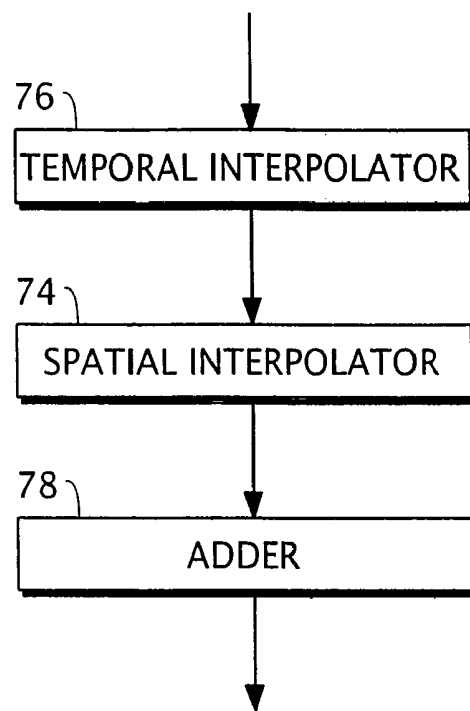 76
TEMPORAL INTERPOLATOR
74
SPATIAL INTERPOLATOR
78
ADDER